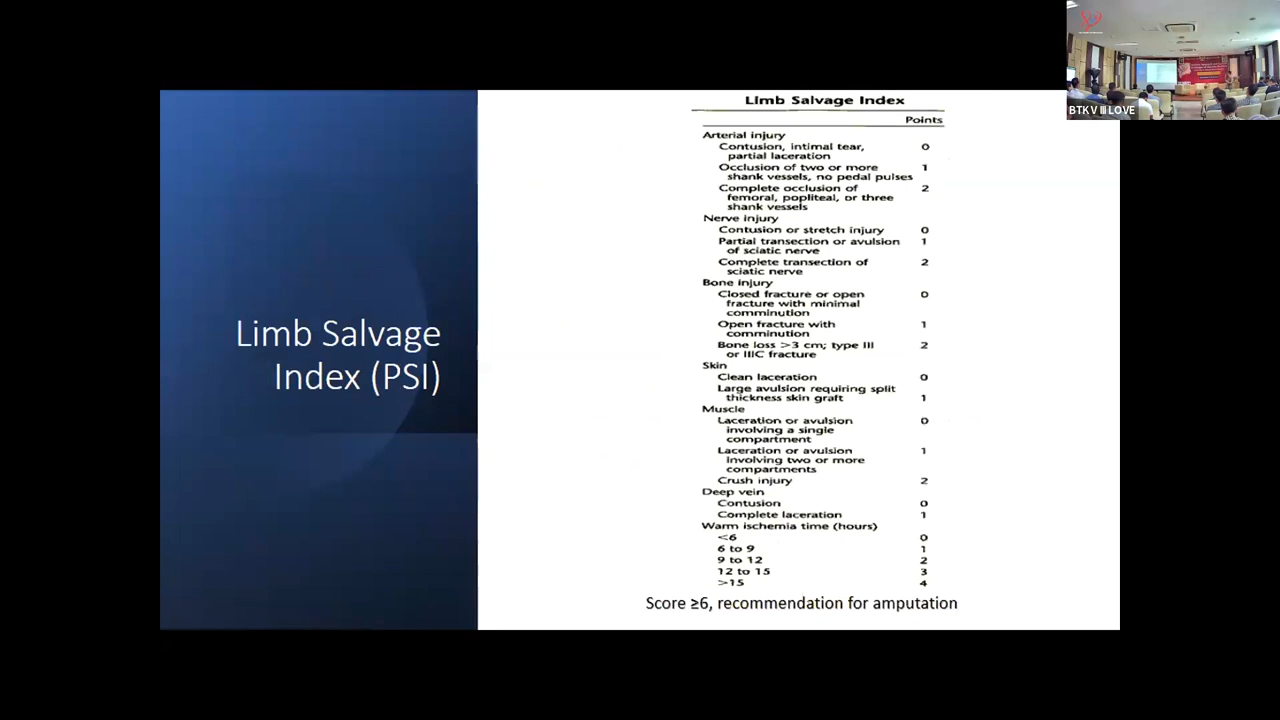 BTKV III LOVE
Limb Salvage
Index (PSI)
Limb Salvage Index
Points
Arterial injury
Contusion, intimal tear, 0
partial laceration
Occlusion of two or more 1
shank vessels, no pedal pulses
Complete occlusion of 2
femoral, popliteal, or three
shank vessels
Nerve injury
Contusion or stretch injury 0
Partial transection or avulsion 1
of sciatic nerve
Complete transection of 2
sciatic nerve
Bone injury
Closed fracture or open 0
fracture with minimal
comminution
Open fracture with 1
comminution
Bone loss >3 cm; type III 2
or IIIC fracture
Skin
Clean laceration 0
Large avulsion requiring split
thickness skin graft 1
Muscle
Laceration or avulsion 0
involving a single
compartment
Laceration or avulsion 1
involving two or more
compartments
Crush injury 2
Deep vein
Contusion 0
Complete laceration 1
Warm ischemia time (hours)
<6 0
6 to 9 1
9 to 12 2
12 to 15 3
>15 4
Score ≥6, recommendation for amputation